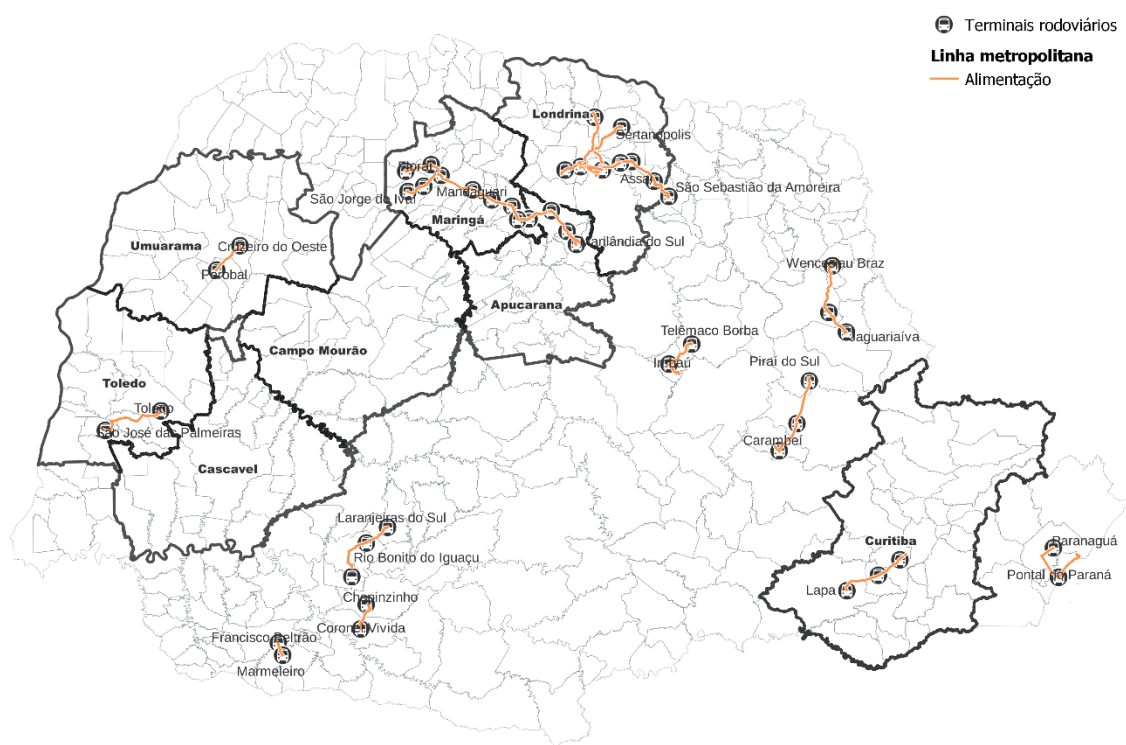 Terminais rodoviários
Linha metropolitana
Alimentação
Londrina
Sertanópolis
Floraí
Assaí
São Sebastião da Amoreira
São Jorge do Ivaí
Mandaguari
Maringá
Marilândia do Sul
Umuarama
Cruzeiro do Oeste
Perobal
Wenceslau Braz
Apucarana
Telêmaco Borba
Jaguariaíva
Campo Mourão
Imbaú
Piraí do Sul
Toledo
Toledo
São José das Palmeiras
Carambeí
Cascavel
Laranjeiras do Sul
Rio Bonito do Iguaçu
Curitiba
Paranaguá
Pontal do Paraná
Lapa
Chopinzinho
Coronel Vivida
Francisco Beltrão
Marmeleiro